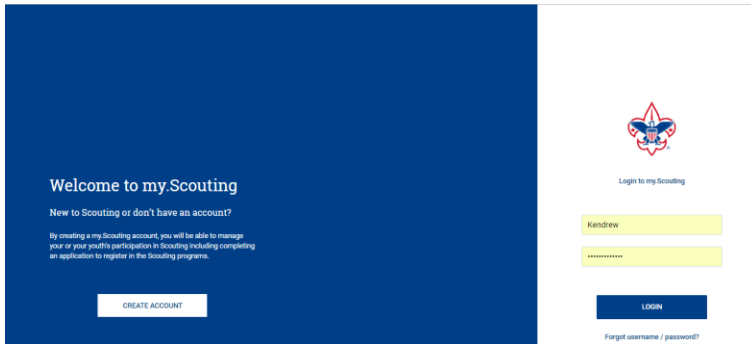 Welcome to my.Scouting
New to Scouting or don't have an account?
By creating a my.Scouting account, you will be able to manage
your or your youth's participation in Scouting including completing
an application to register in the Scouting programs.
CREATE ACCOUNT
Login to my.Scouting
Kendrew
•••••••••••••
LOGIN
Forgot username / password?